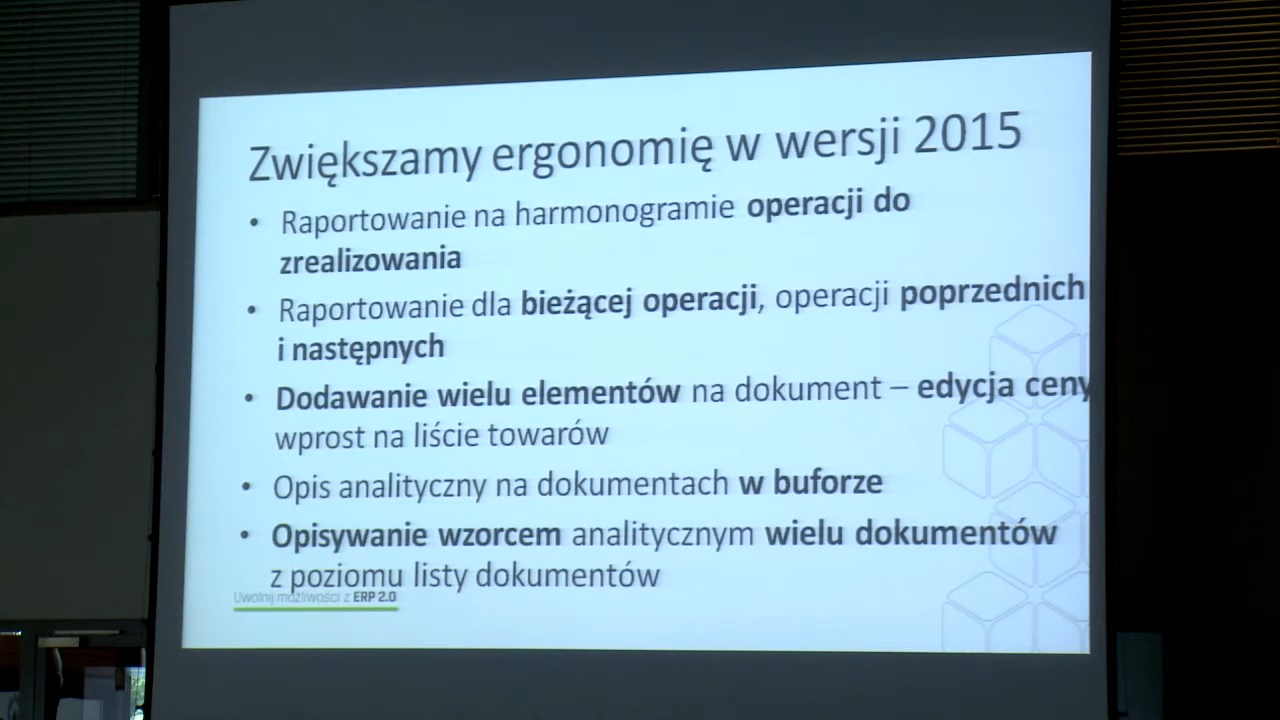 Zwiększamy ergonomię w wersji 2015
• Raportowanie na harmonogramie operacji do
zrealizowania
• Raportowanie dla bieżącej operacji, operacji poprzednich
i następnych
• Dodawanie wielu elementów na dokument – edycja ceny
wprost na liście towarów
• Opis analityczny na dokumentach w buforze
• Opisywanie wzorcem analitycznym wielu dokumentów
z poziomu listy dokumentów
Uwolnij możliwości z ERP 2.0